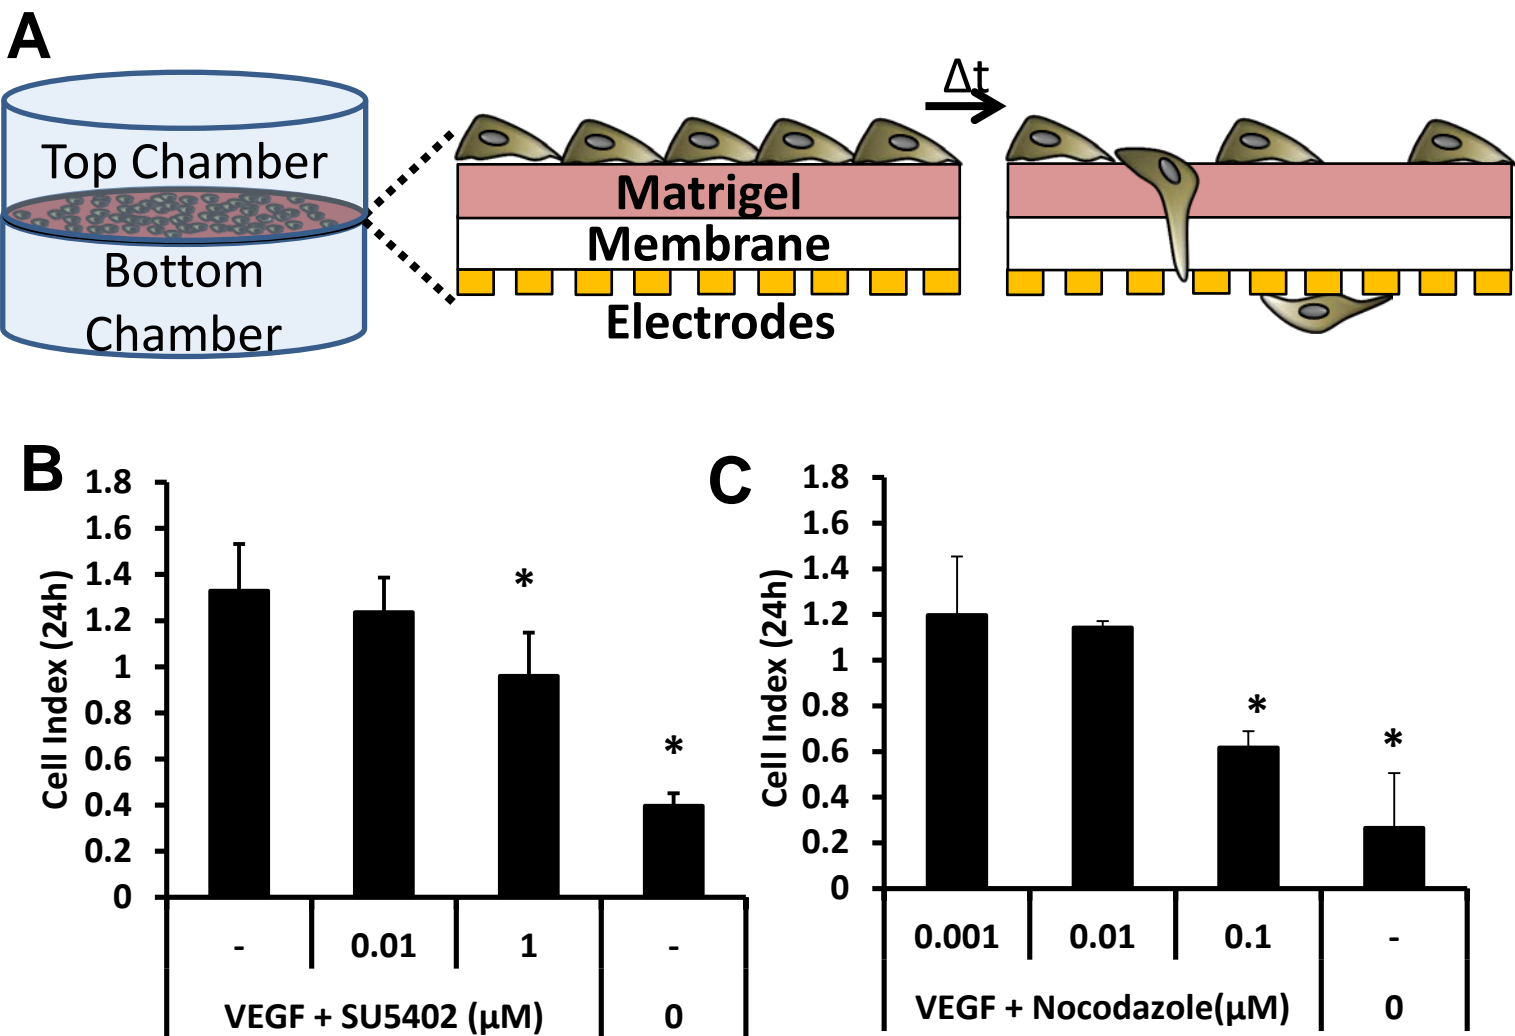 A
Top Chamber
Bottom
Chamber
Matrigel
Membrane
Electrodes
Δt
B
Cell Index (24h)
1.8
1.6
1.4
1.2
1
0.8
0.6
0.4
0.2
0
*
*
- 0.01 1 -
VEGF + SU5402 (μM) 0
C
Cell Index (24h)
1.8
1.6
1.4
1.2
1
0.8
0.6
0.4
0.2
0
*
*
0.001 0.01 0.1 -
VEGF + Nocodazole(μM) 0